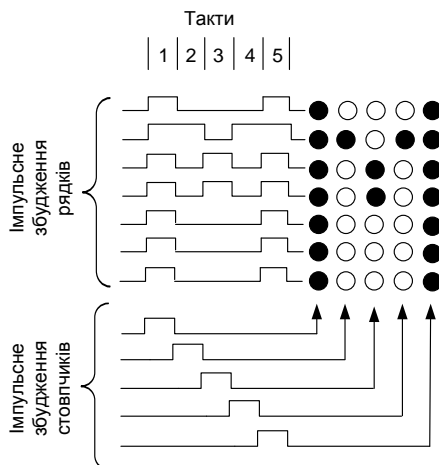 Такти
1 2 3 4 5
Імпульсне
збудження
рядків
Імпульсне
збудження
стовпчиків